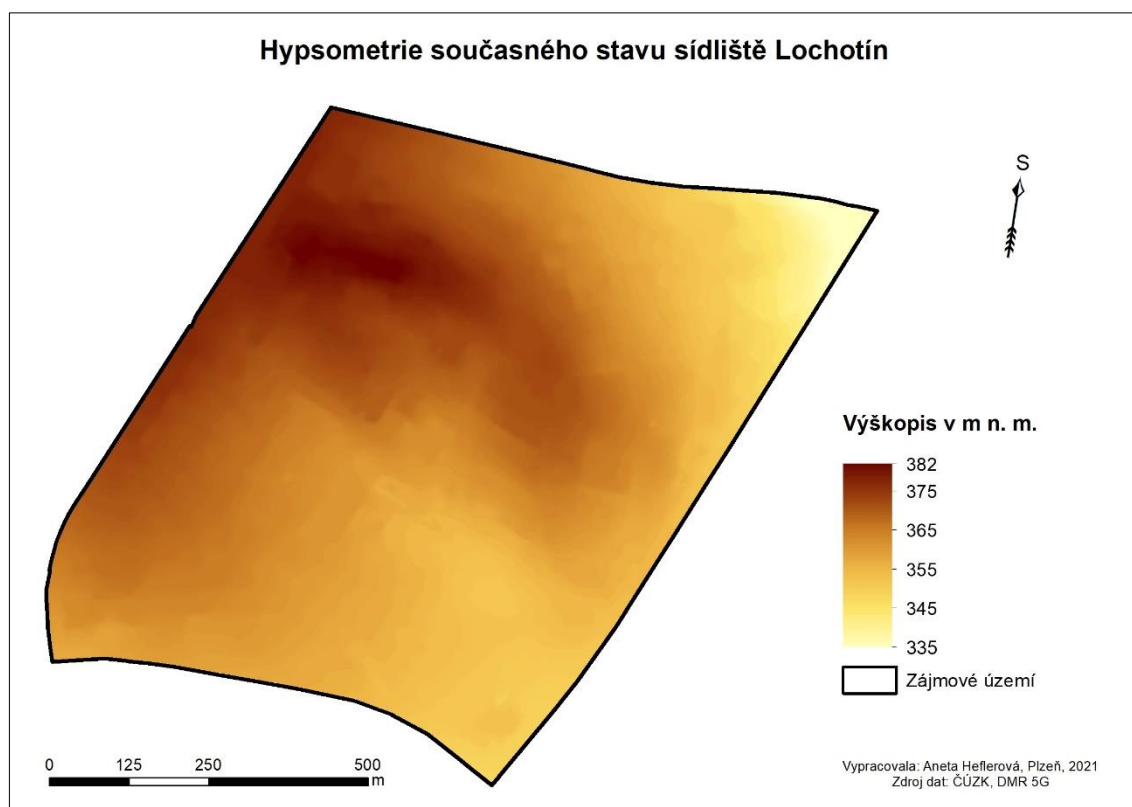 Hypsometrie současného stavu sídliště Lochotín
S
Výškopis v m n. m.
382
375
365
355
345
335
Zájmové území
0 125 250 500
m
Vypracovala: Aneta Heflerová, Plzeň, 2021
Zdroj dat: ČÚZK, DMR 5G